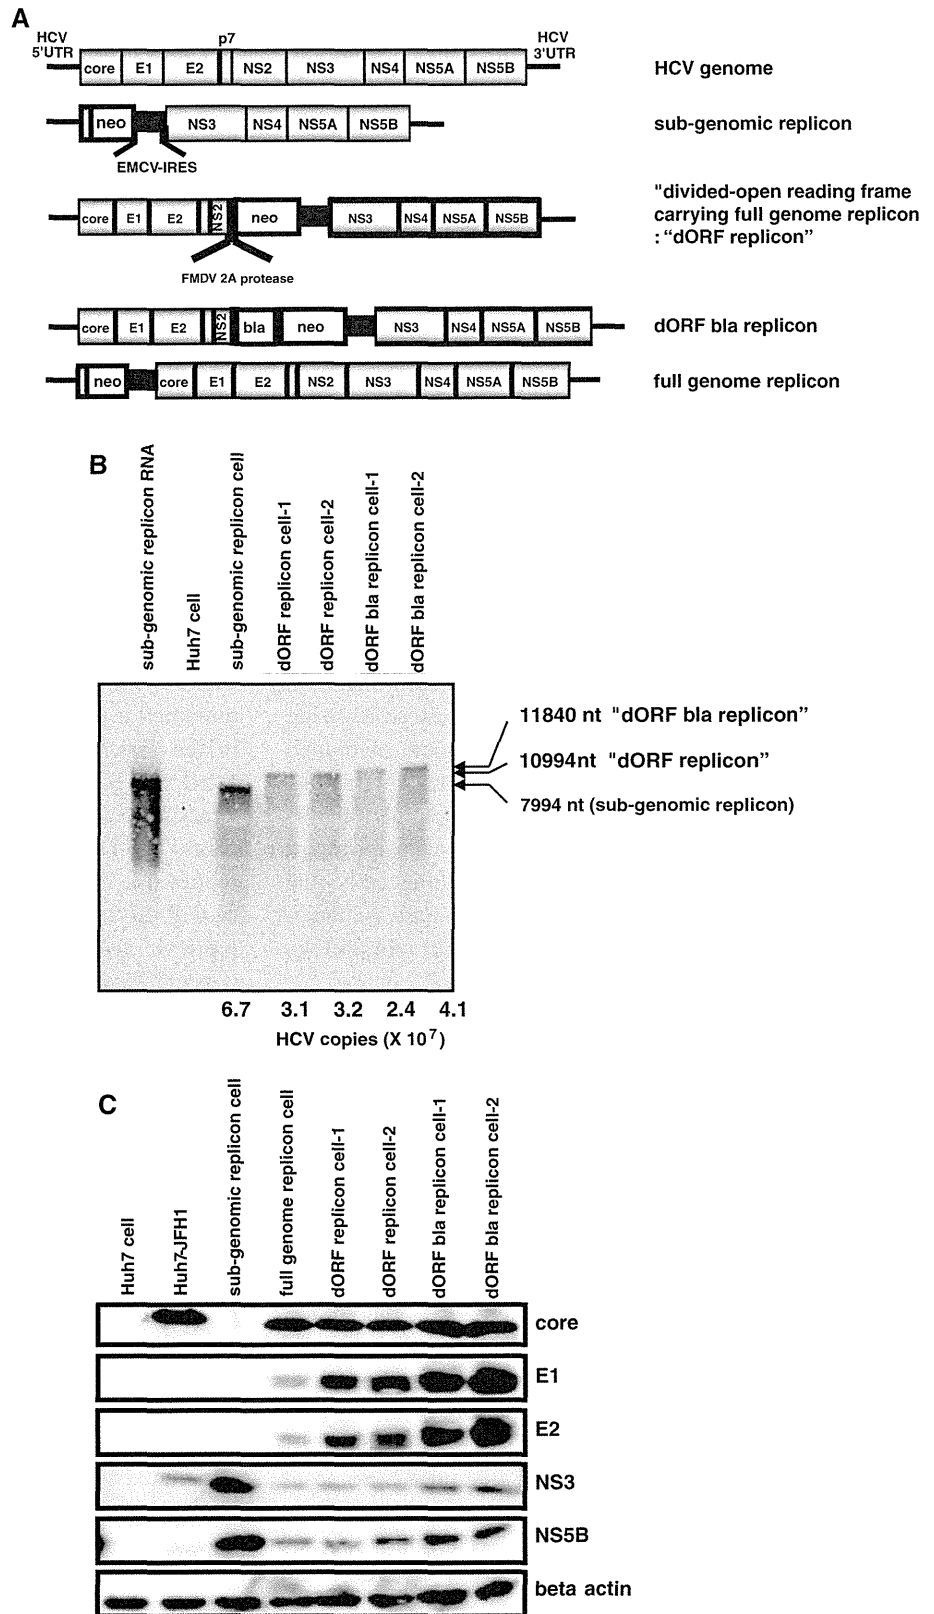 A
HCV
5'UTR
p7
HCV
3'UTR
core E1 E2 NS2 NS3 NS4 NS5A NS5B
HCV genome
neo NS3 NS4 NS5A NS5B
sub-genomic replicon
EMCV-IRES
core E1 E2 NS2 neo NS3 NS4 NS5A NS5B
"divided-open reading frame
carrying full genome replicon
: “dORF replicon”
FMDV 2A protease
core E1 E2 NS2 bla neo NS3 NS4 NS5A NS5B
dORF bla replicon
neo core E1 E2 NS2 NS3 NS4 NS5A NS5B
full genome replicon
B
sub-genomic replicon RNA
Huh7 cell
sub-genomic replicon cell
dORF replicon cell-1
dORF replicon cell-2
dORF bla replicon cell-1
dORF bla replicon cell-2
11840 nt "dORF bla replicon”
10994nt "dORF replicon”
7994 nt (sub-genomic replicon)
6.7 3.1 3.2 2.4 4.1
HCV copies (X 10⁷)
C
Huh7 cell
Huh7-JFH1
sub-genomic replicon cell
full genome replicon cell
dORF replicon cell-1
dORF replicon cell-2
dORF bla replicon cell-1
dORF bla replicon cell-2
core
E1
E2
NS3
NS5B
beta actin